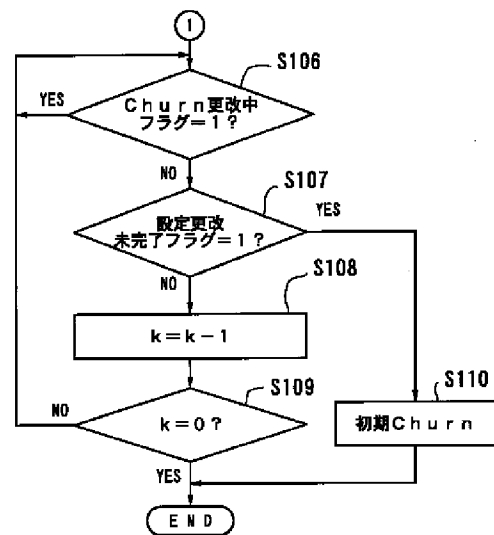 1
S106
YES
Ｃｈｕｒｎ更改中
フラグ＝１？
NO
S107
設定更改
未完了フラグ＝１？
YES
NO
S108
ｋ＝ｋ－１
S109
NO
ｋ＝０？
S110
初期Ｃｈｕｒｎ
YES
ＥＮＤ